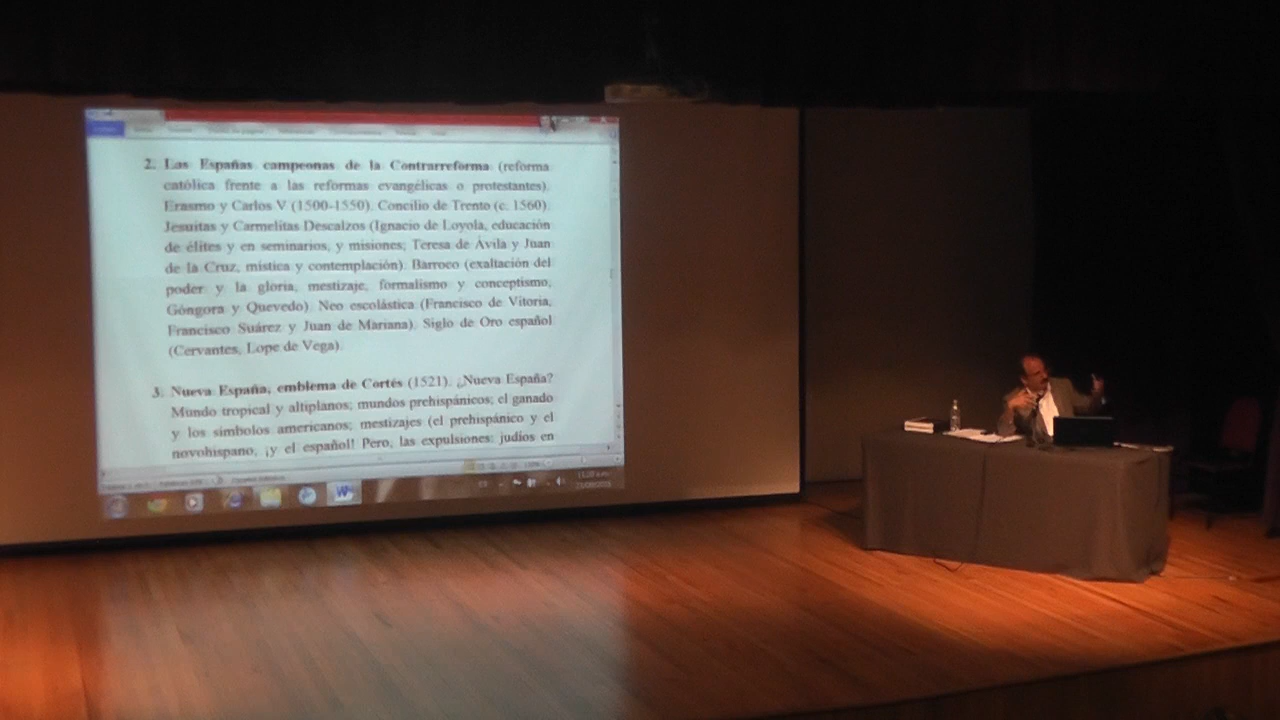 2. Las Españas campeonas de la Contrarreforma (reforma
católica frente a las reformas evangélicas o protestantes).
Erasmo y Carlos V (1500-1550). Concilio de Trento (c. 1560).
Jesuitas y Carmelitas Descalzos (Ignacio de Loyola, educación
de élites y en seminarios, y misiones; Teresa de Ávila y Juan
de la Cruz, mística y contemplación). Barroco (exaltación del
poder y la gloria, mestizaje, formalismo y conceptismo,
Góngora y Quevedo). Neo escolástica (Francisco de Vitoria,
Francisco Suárez y Juan de Mariana). Siglo de Oro español
(Cervantes, Lope de Vega).
3. Nueva España, emblema de Cortés (1521). ¿Nueva España?
Mundo tropical y altiplanos; mundos prehispánicos; el ganado
y los símbolos americanos; mestizajes (el prehispánico y el
novohispano, ¡y el español! Pero, las expulsiones: judíos en
W